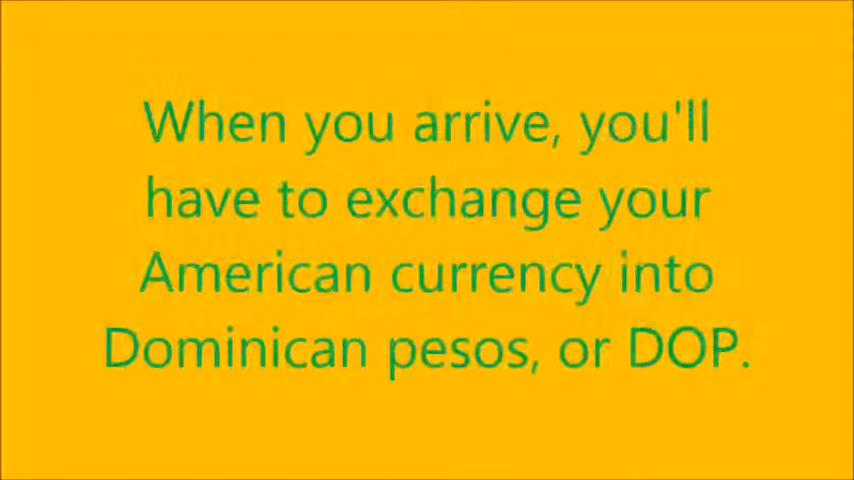 When you arrive, you'll
have to exchange your
American currency into
Dominican pesos, or DOP.